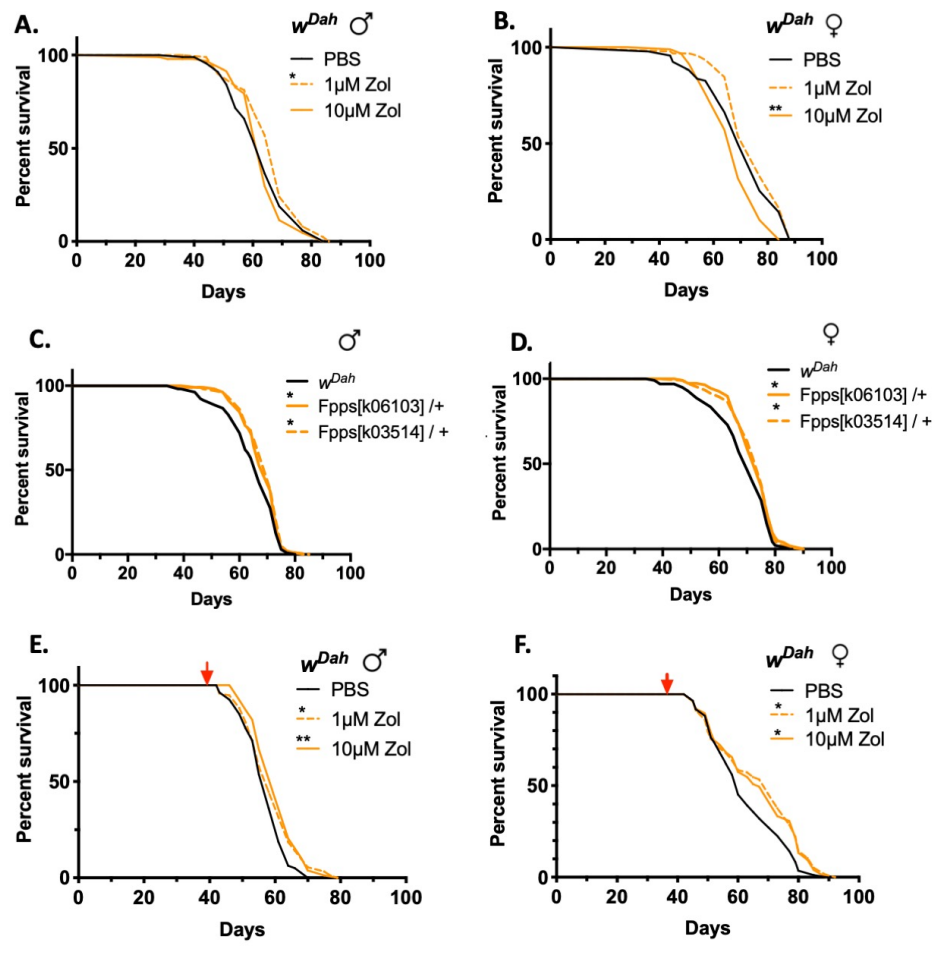 A.
wDah ♂
PBS
* 1µM Zol
10µM Zol
Percent survival
100
50
0
0 20 40 60 80 100
Days
B.
wDah ♀
PBS
1µM Zol
** 10µM Zol
Percent survival
100
50
0
0 20 40 60 80 100
Days
C.
♂
wDah
* Fpps[k06103] /+
* Fpps[k03514] / +
Percent survival
100
50
0
0 20 40 60 80 100
Days
D.
♀
wDah
* Fpps[k06103] /+
* Fpps[k03514] / +
Percent survival
100
50
0
0 20 40 60 80 100
Days
E.
wDah ♂
PBS
* 1µM Zol
** 10µM Zol
Percent survival
100
50
0
0 20 40 60 80 100
Days
F.
wDah ♀
PBS
* 1µM Zol
* 10µM Zol
Percent survival
100
50
0
0 20 40 60 80 100
Days